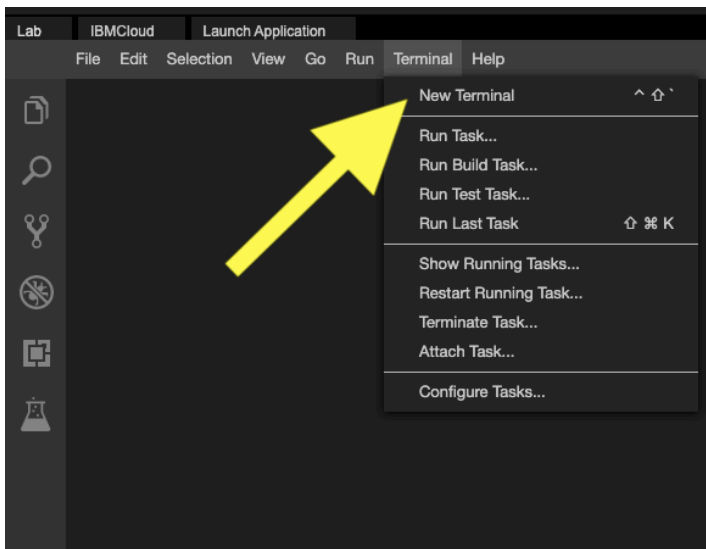 Lab IBMCloud Launch Application
File Edit Selection View Go Run Terminal Help
New Terminal ^ ⇧ `
Run Task...
Run Build Task...
Run Test Task...
Run Last Task ⇧ ⌘ K
Show Running Tasks...
Restart Running Task...
Terminate Task...
Attach Task...
Configure Tasks...